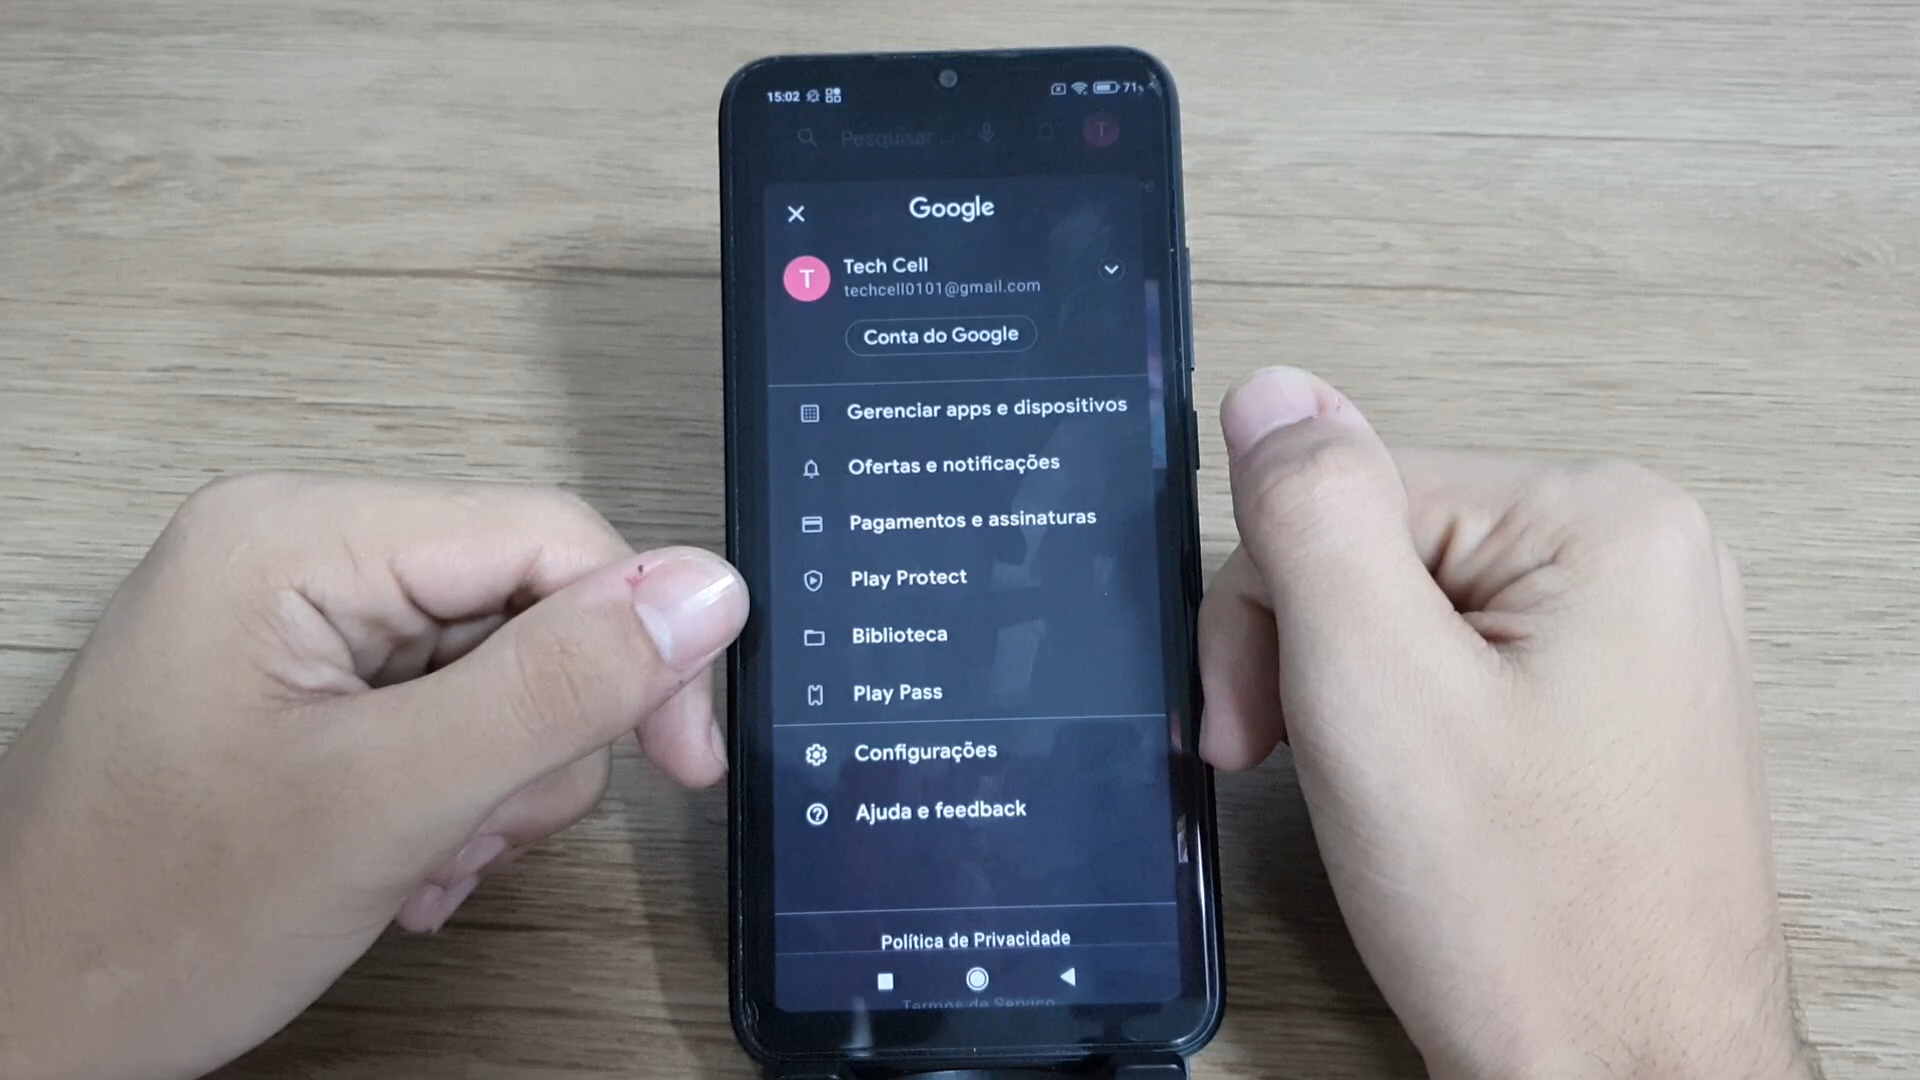 15:02 71%
Pesquisar ...
T
Google
T Tech Cell
techcell0101@gmail.com
Conta do Google
Gerenciar apps e dispositivos
Ofertas e notificações
Pagamentos e assinaturas
Play Protect
Biblioteca
Play Pass
Configurações
Ajuda e feedback
Política de Privacidade
Termos de Serviço